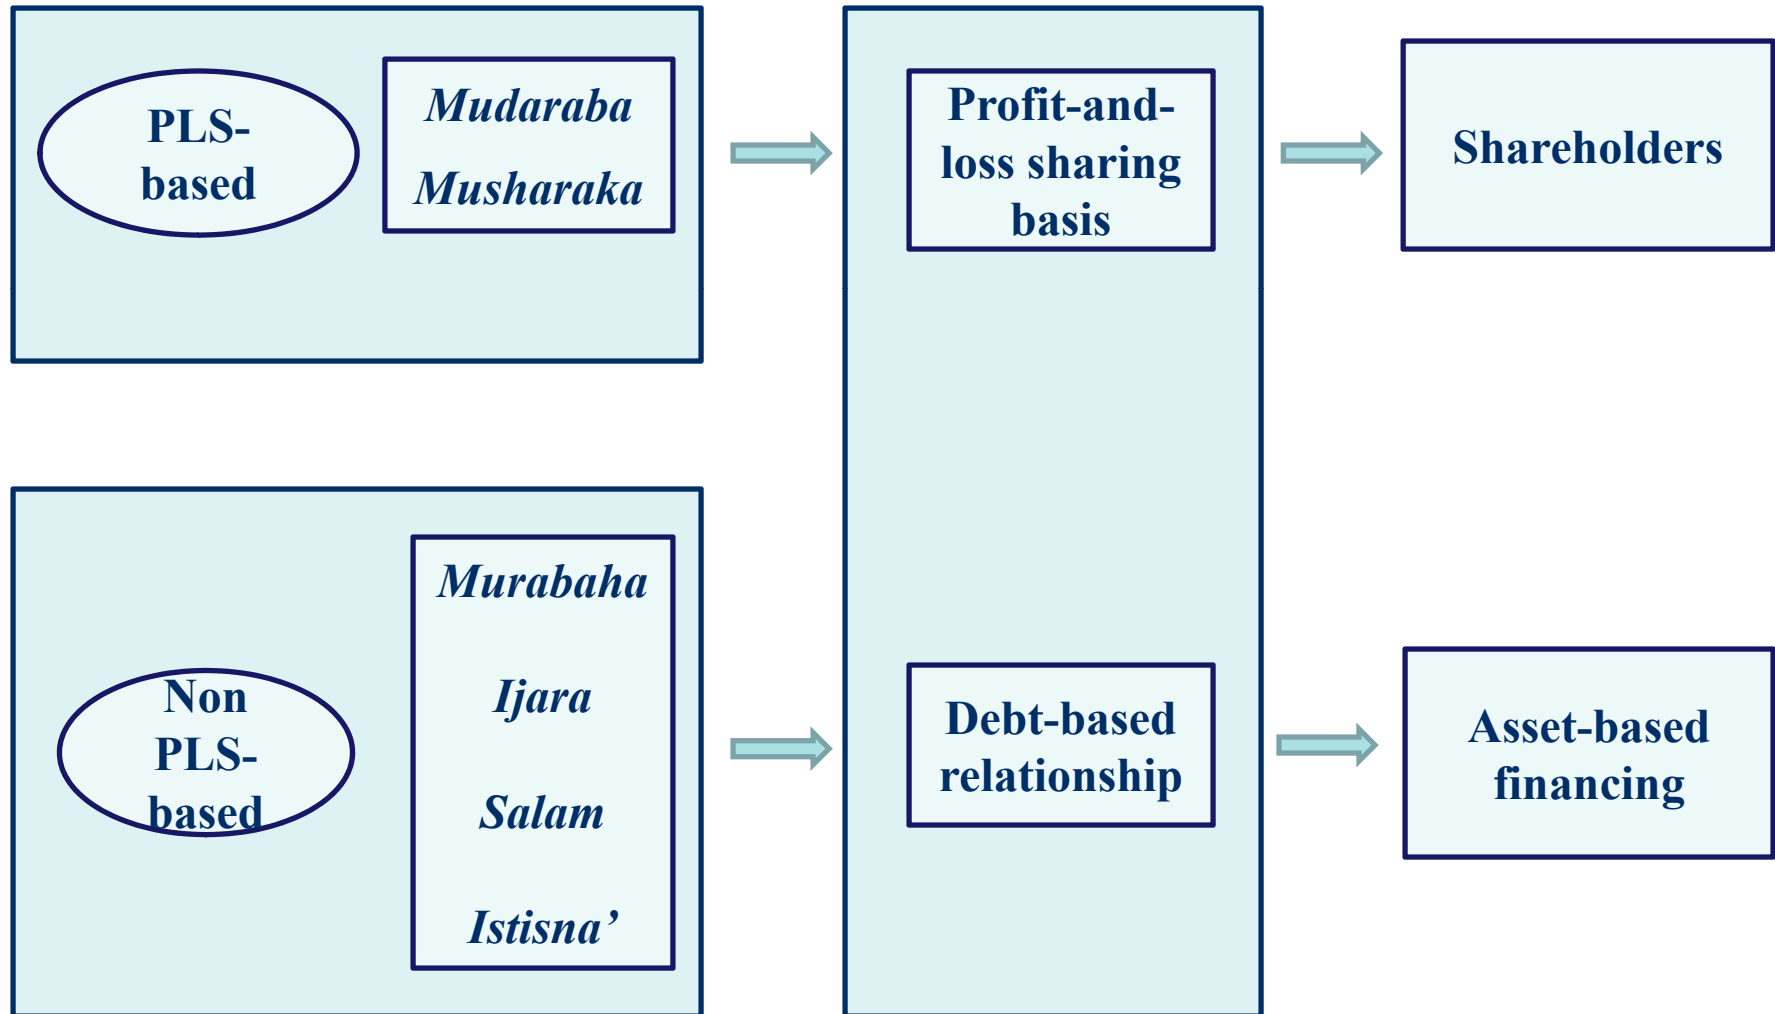 PLS-
based
Mudaraba
Musharaka
Profit-and-
loss sharing
basis
Shareholders
Non
PLS-
based
Murabaha
Ijara
Salam
Istisna’
Debt-based
relationship
Asset-based
financing